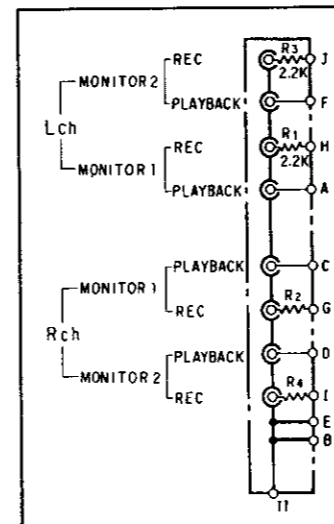 REC
R3
J
MONITOR 2
2.2K
PLAYBACK
F
Lch
REC
R1
H
2.2K
MONITOR 1
PLAYBACK
A
PLAYBACK
C
MONITOR 1
REC
R2
G
Rch
PLAYBACK
D
MONITOR 2
REC
R4
I
E
B
T1